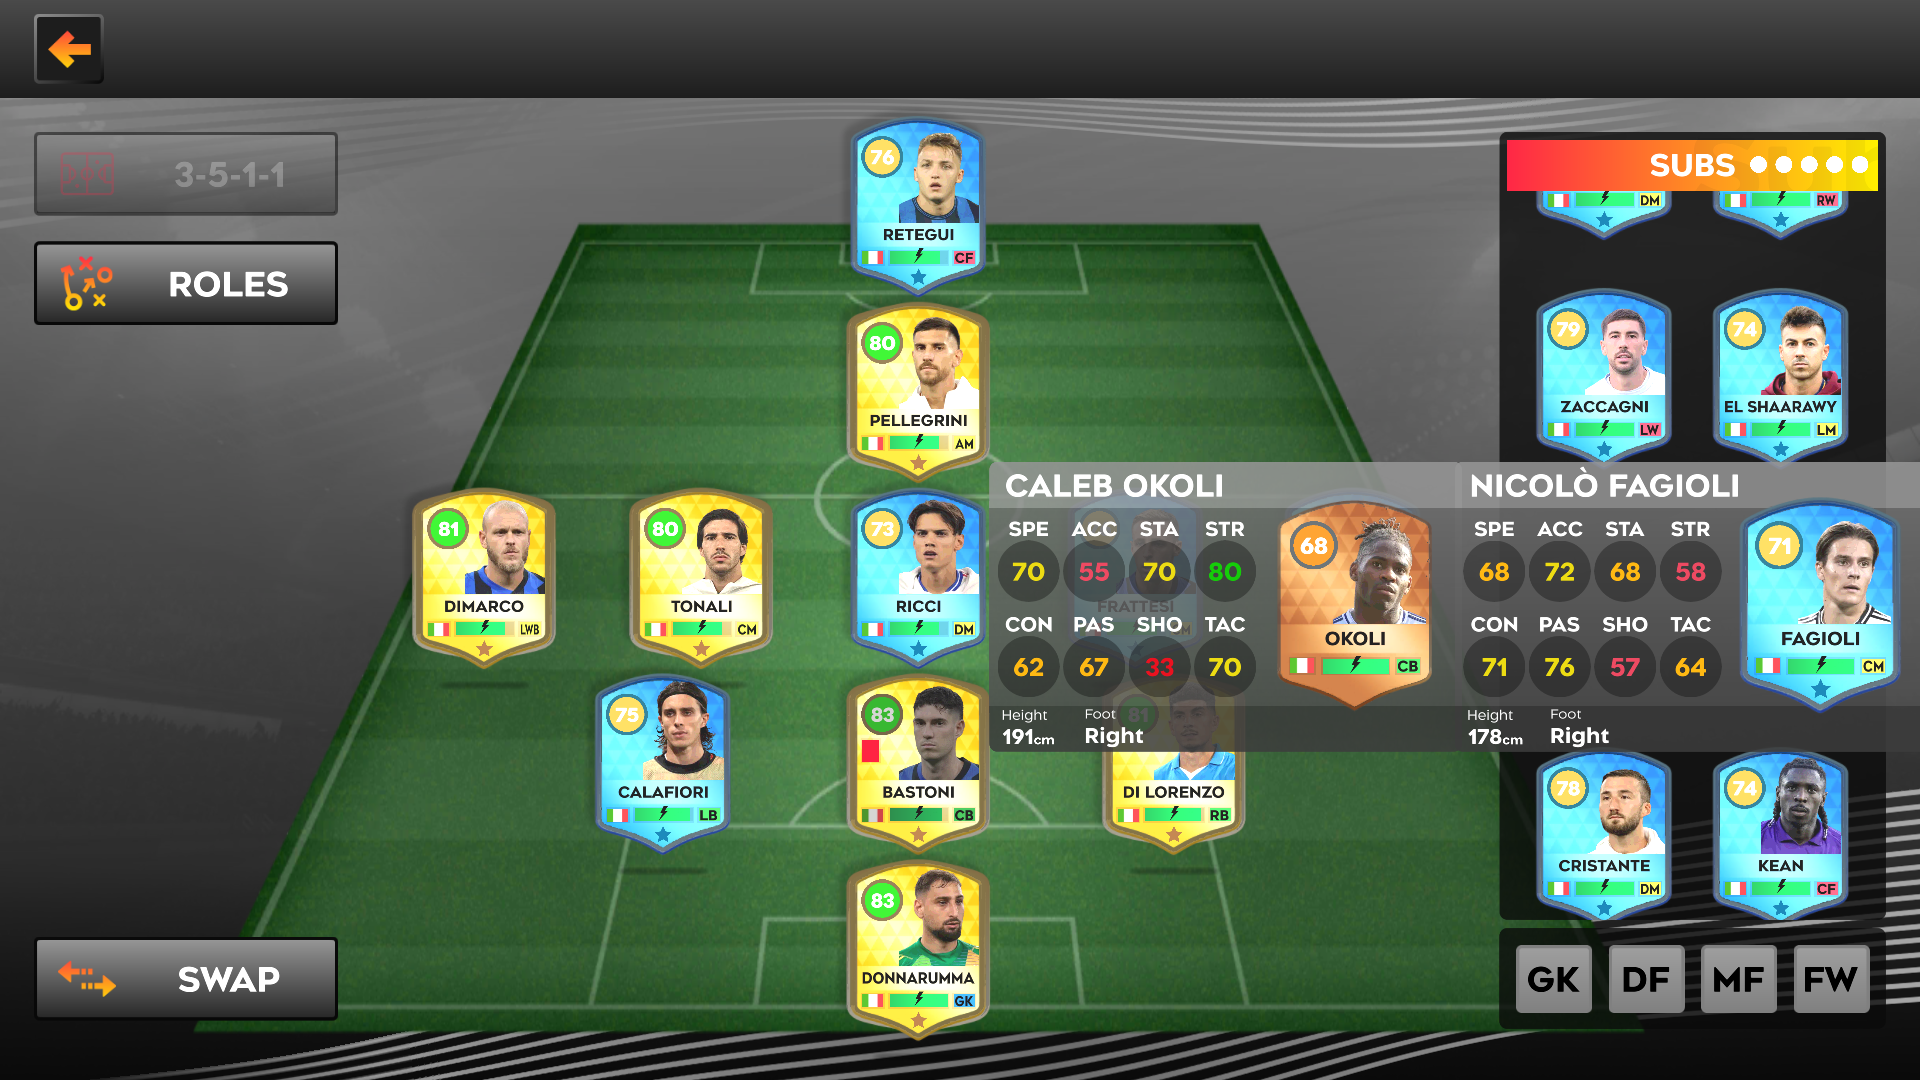 3-5-1-1
ROLES
SWAP
76
RETEGUI
CF
80
PELLEGRINI
AM
81
DIMARCO
LWB
80
TONALI
CM
73
RICCI
DM
FRATTESI
CM
75
CALAFIORI
LB
83
BASTONI
CB
81
DI LORENZO
RB
83
DONNARUMMA
GK
CALEB OKOLI
SPE ACC STA STR
70 55 70 80
CON PAS SHO TAC
62 67 33 70
Height Foot
191cm Right
68
OKOLI
CB
NICOLÒ FAGIOLI
SPE ACC STA STR
68 72 68 58
CON PAS SHO TAC
71 76 57 64
Height Foot
178cm Right
71
FAGIOLI
CM
SUBS
DM RW
79 74
ZACCAGNI EL SHAARAWY
LW LM
78 74
CRISTANTE KEAN
DM CF
GK DF MF FW